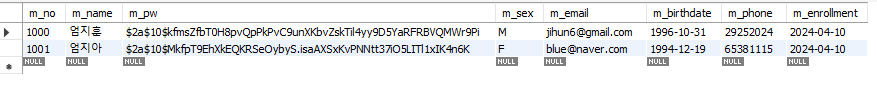 m_no m_name m_pw m_sex m_email m_birthdate m_phone m_enrollment
1000 엄지훈 $2a$10$kfmsZfbT0H8pvQpPkPvC9unXKbvZskTil4yy9D5YaRFRBVQMWr9Pi M jihun6@gmail.com 1996-10-31 29252024 2024-04-10
1001 엄지아 $2a$10$MkfpT9EhXkEQKRSeOybyS.isaAXSxKvPNNtt37iO5LITl1xIK4n6K F blue@naver.com 1994-12-19 65381115 2024-04-10
NULL NULL NULL NULL NULL NULL NULL NULL